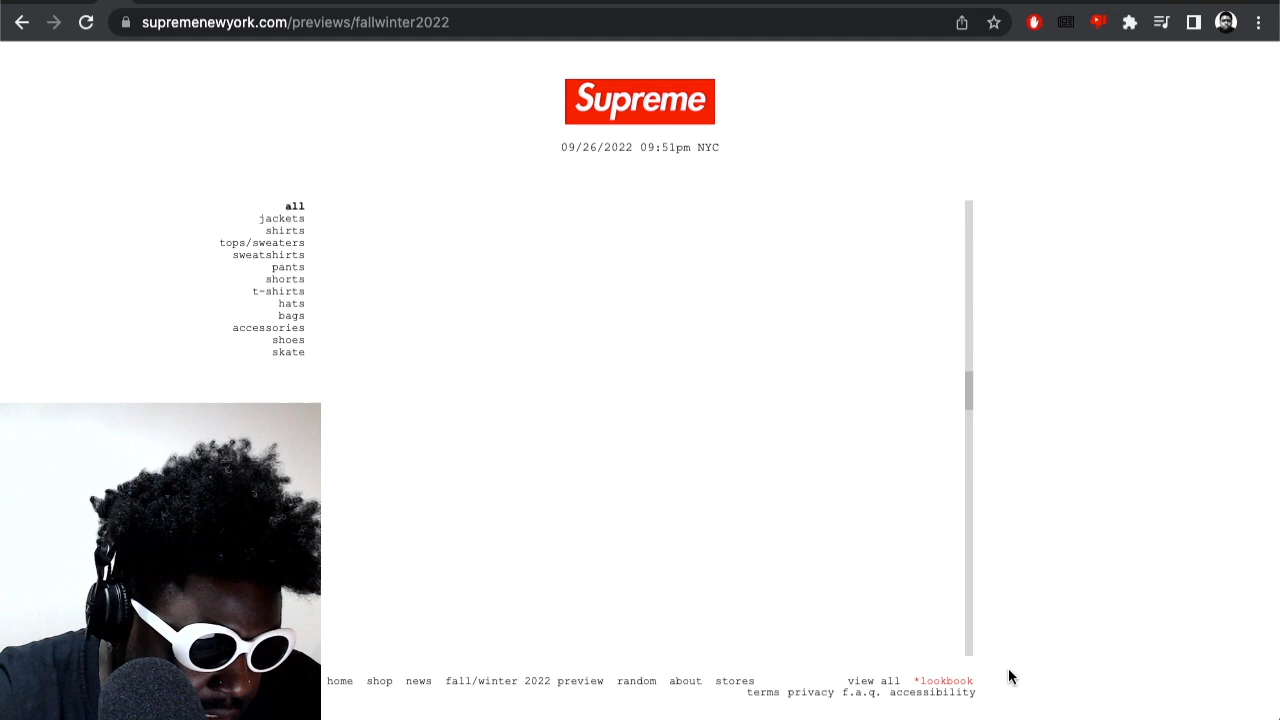 supremenewyork.com/previews/fallwinter2022
Supreme
09/26/2022 09:51pm NYC
all
jackets
shirts
tops/sweaters
sweatshirts
pants
shorts
t-shirts
hats
bags
accessories
shoes
skate
home shop news fall/winter 2022 preview random about stores view all *lookbook
terms privacy f.a.q. accessibility